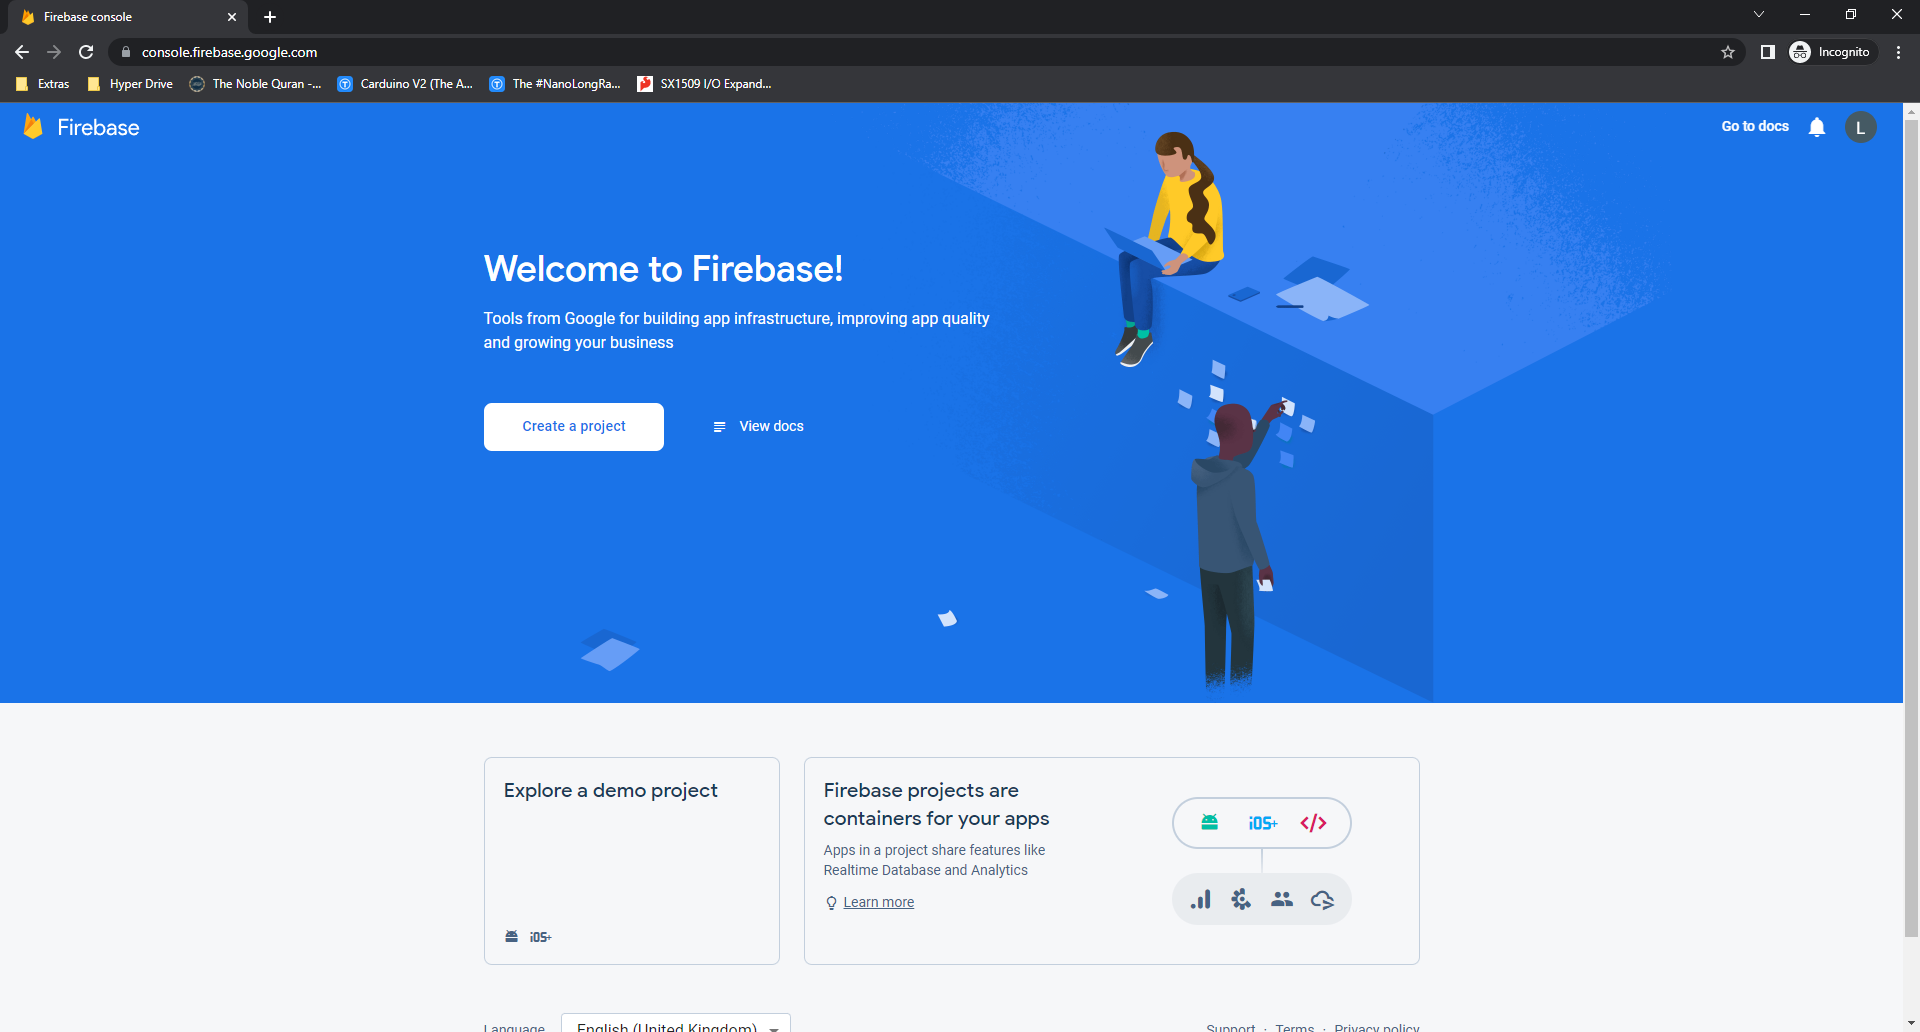 Firebase console
console.firebase.google.com
Incognito
Extras
Hyper Drive
The Noble Quran -...
Carduino V2 (The A...
The #NanoLongRa...
SX1509 I/O Expand...
Firebase
Go to docs
L
Welcome to Firebase!
Tools from Google for building app infrastructure, improving app quality
and growing your business
Create a project
View docs
Explore a demo project
iOS+
Firebase projects are
containers for your apps
Apps in a project share features like
Realtime Database and Analytics
Learn more
iOS+
</>
Language
English (United Kingdom)
Support · Terms · Privacy policy